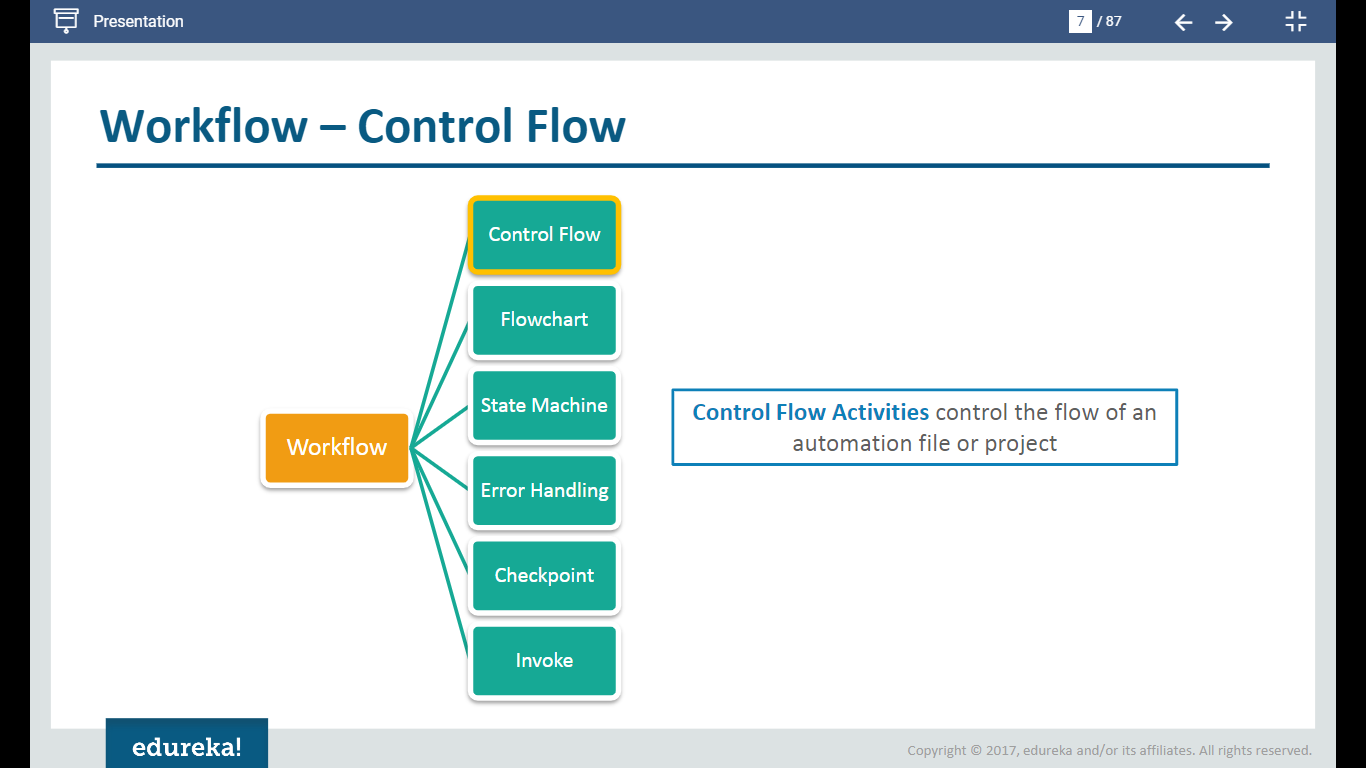 Presentation
7 / 87
Workflow – Control Flow
Control Flow
Flowchart
State Machine
Workflow
Error Handling
Checkpoint
Invoke
Control Flow Activities control the flow of an
automation file or project
edureka!
Copyright © 2017, edureka and/or its affiliates. All rights reserved.